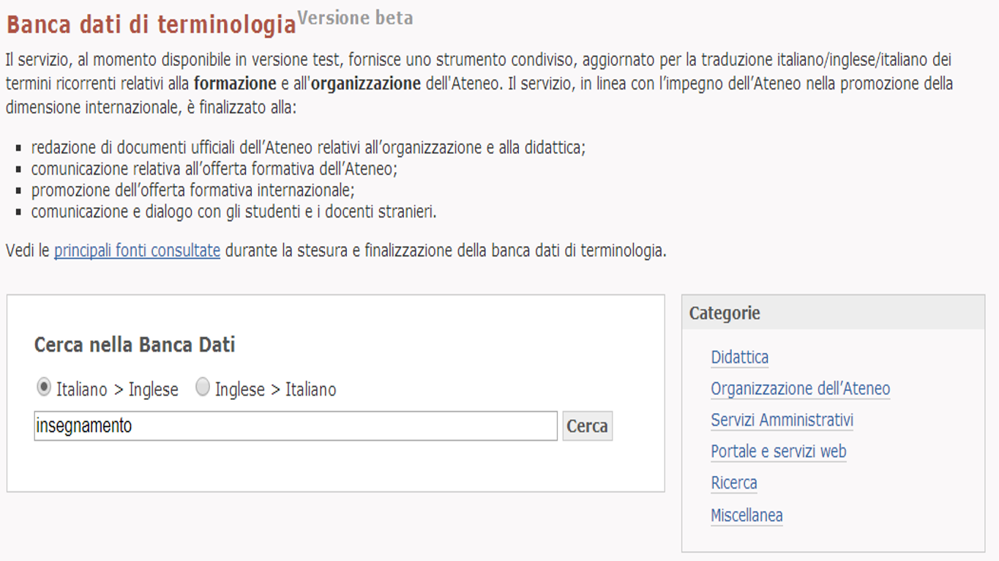 Banca dati di terminologia Versione beta
Il servizio, al momento disponibile in versione test, fornisce uno strumento condiviso, aggiornato per la traduzione italiano/inglese/italiano dei
termini ricorrenti relativi alla formazione e all'organizzazione dell'Ateneo. Il servizio, in linea con l’impegno dell’Ateneo nella promozione della
dimensione internazionale, è finalizzato alla:
▪ redazione di documenti ufficiali dell’Ateneo relativi all’organizzazione e alla didattica;
▪ comunicazione relativa all’offerta formativa dell’Ateneo;
▪ promozione dell’offerta formativa internazionale;
▪ comunicazione e dialogo con gli studenti e i docenti stranieri.
Vedi le principali fonti consultate durante la stesura e finalizzazione della banca dati di terminologia.
Cerca nella Banca Dati
Italiano > Inglese Inglese > Italiano
insegnamento Cerca
Categorie
Didattica
Organizzazione dell’Ateneo
Servizi Amministrativi
Portale e servizi web
Ricerca
Miscellanea